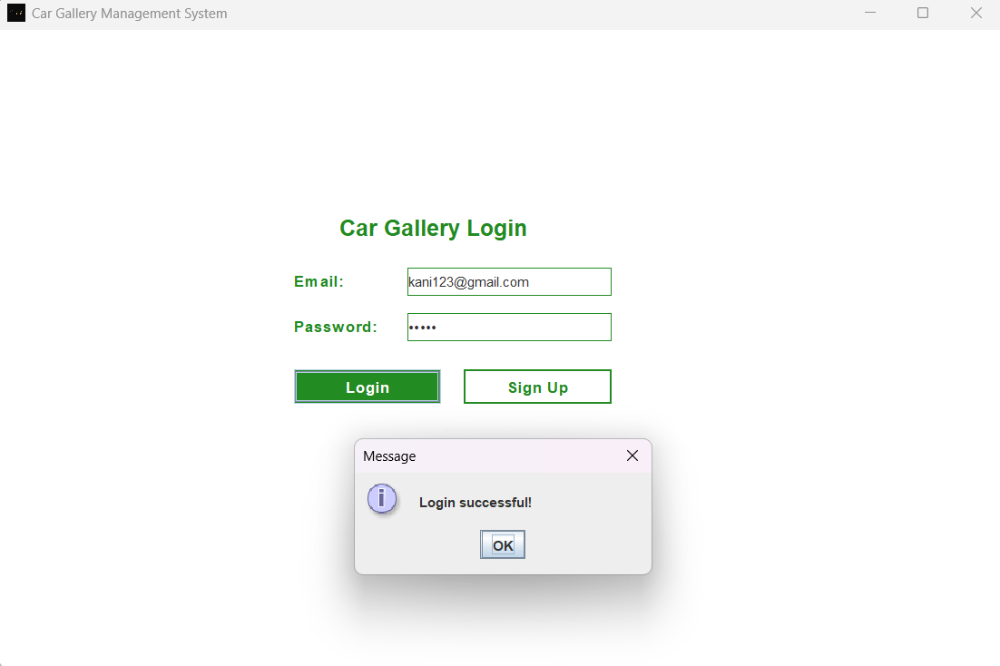 Car Gallery Management System
Car Gallery Login
Email: kani123@gmail.com
Password: •••••
Login Sign Up
Message
i Login successful!
OK